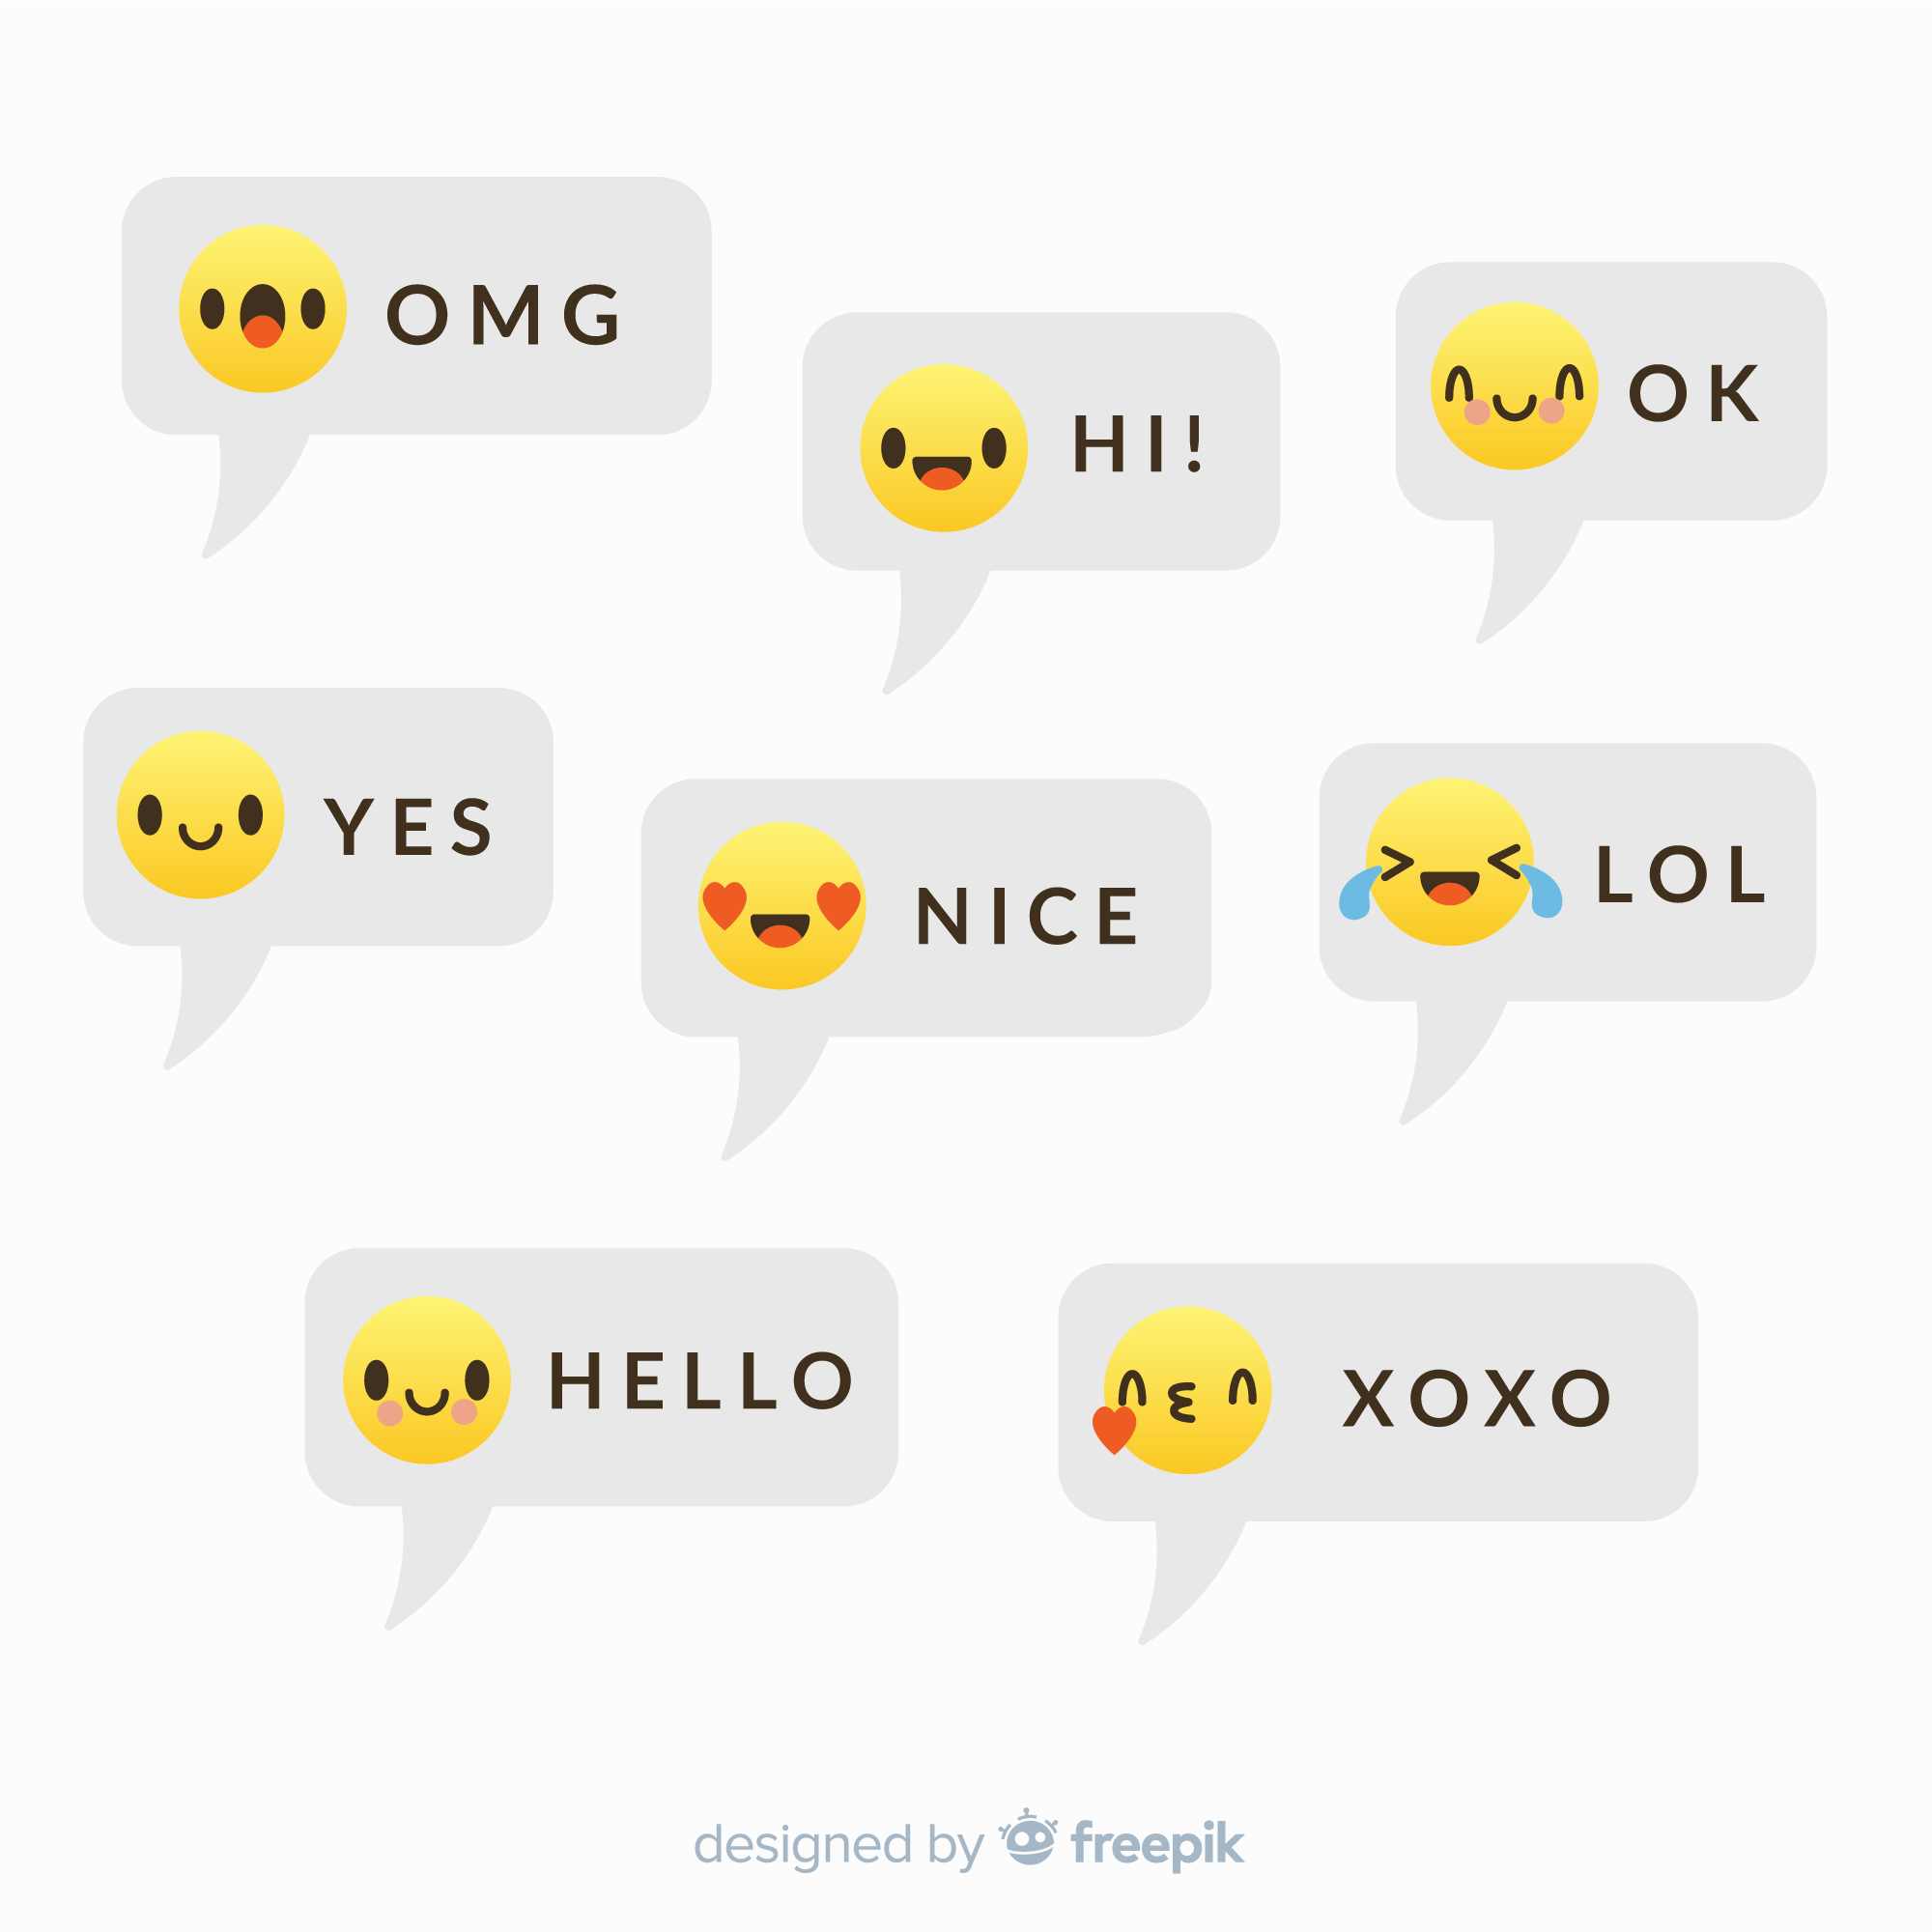 OMG
HI!
OK
YES
NICE
LOL
HELLO
XOXO
designed by freepik